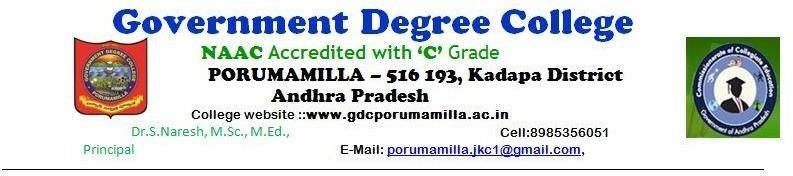 Government Degree College
NAAC Accredited with ‘C’ Grade
PORUMAMILLA – 516 193, Kadapa District
Andhra Pradesh
College website ::www.gdcporumamilla.ac.in
Dr.S.Naresh, M.Sc., M.Ed., Cell:8985356051
Principal E-Mail: porumamilla.jkc1@gmail.com,
GOVERNMENT DEGREE COLLEGE
PORUMAMILLA
Commissionerate of Collegiate Education
Government of Andhra Pradesh